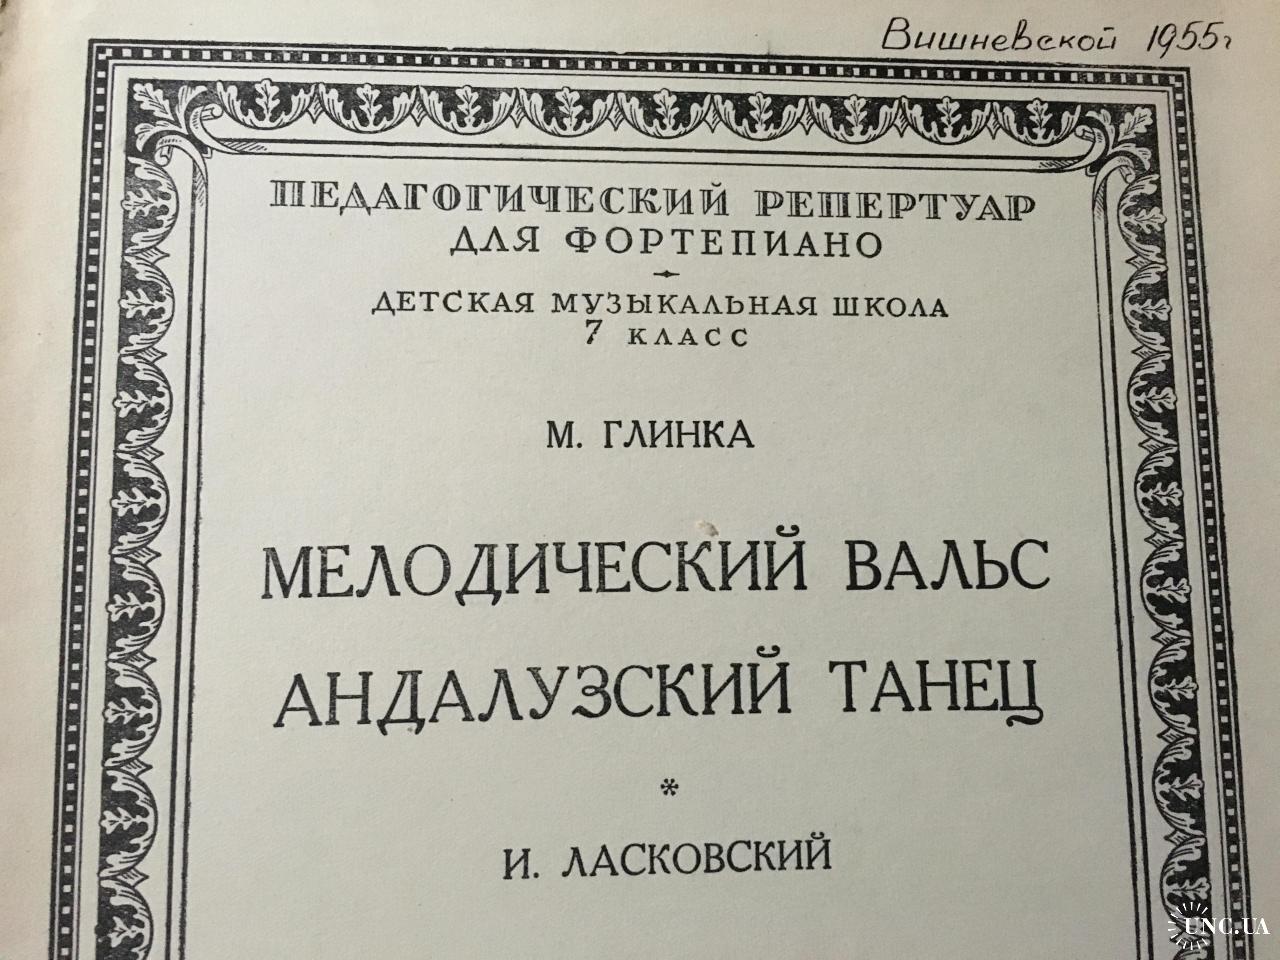 Вишневской 1955г
ПЕДАГОГИЧЕСКИЙ РЕПЕРТУАР
ДЛЯ ФОРТЕПИАНО
ДЕТСКАЯ МУЗЫКАЛЬНАЯ ШКОЛА
7 КЛАСС
М. ГЛИНКА
МЕЛОДИЧЕСКИЙ ВАЛЬС
АНДАЛУЗСКИЙ ТАНЕЦ
*
И. ЛАСКОВСКИЙ
UNC.UA